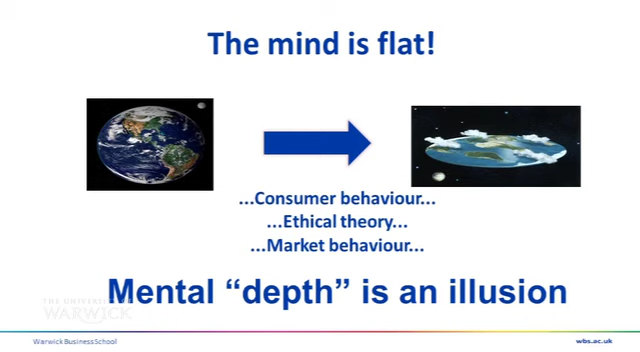 The mind is flat!
...Consumer behaviour...
...Ethical theory...
...Market behaviour...
Mental “depth” is an illusion
THE UNIVERSITY OF
WARWICK
Warwick Business School
wbs.ac.uk